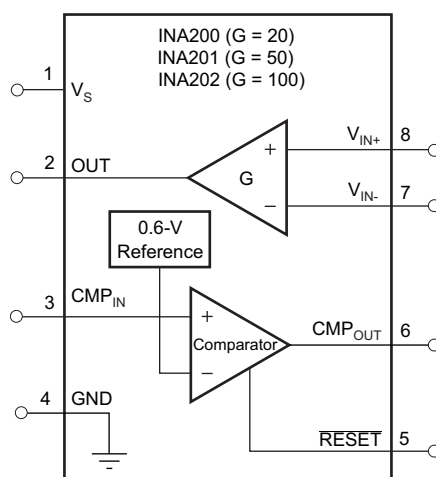 INA200 (G = 20)
INA201 (G = 50)
INA202 (G = 100)
1
VS
2
OUT
+
G
−
VIN+
8
VIN-
7
0.6-V
Reference
3
CMPIN
+
Comparator
−
CMPOUT
6
4
GND
RESET
5